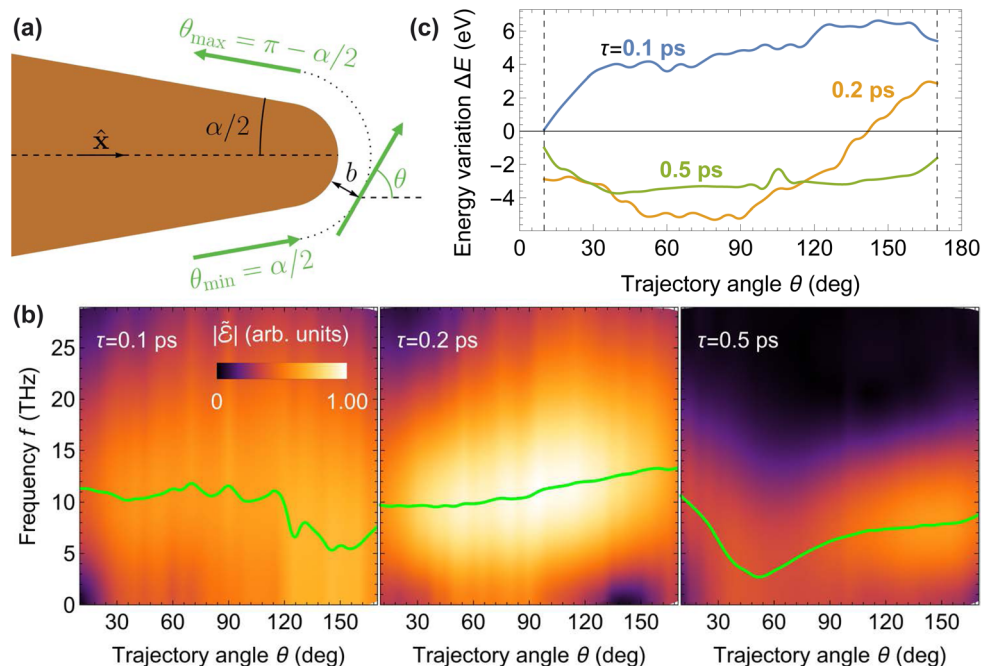 (a)
θmax = π − α/2
α/2
x̂
b
θ
θmin = α/2
(c)
Energy variation ΔE (eV)
6
4
2
0
−2
−4
τ=0.1 ps
0.2 ps
0.5 ps
0 30 60 90 120 150 180
Trajectory angle θ (deg)
(b)
Frequency f (THz)
25
20
15
10
5
0
τ=0.1 ps
|ℰ̃| (arb. units)
0 1.00
τ=0.2 ps
τ=0.5 ps
30 60 90 120 150
30 60 90 120 150
30 60 90 120 150
Trajectory angle θ (deg)
Trajectory angle θ (deg)
Trajectory angle θ (deg)